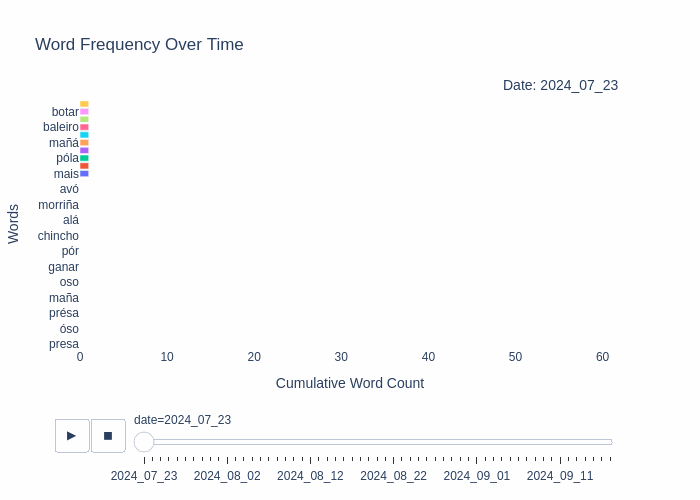 Word Frequency Over Time
Date: 2024_07_23
Words
botar
baleiro
mañá
póla
mais
avó
morriña
alá
chincho
pór
ganar
oso
maña
présa
óso
presa
0 10 20 30 40 50 60
Cumulative Word Count
date=2024_07_23
2024_07_23 2024_08_02 2024_08_12 2024_08_22 2024_09_01 2024_09_11